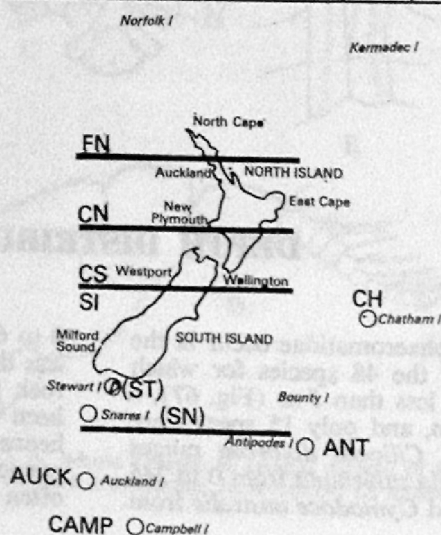 Norfolk I
Kermadec I
North Cape
FN
Auckland NORTH ISLAND
East Cape
New
Plymouth
CN
CS Westport Wellington
SI
CH
Chatham I
Milford
Sound
SOUTH ISLAND
Stewart I (ST)
Bounty I
Snares I (SN)
Antipodes I ANT
AUCK Auckland I
CAMP Campbell I